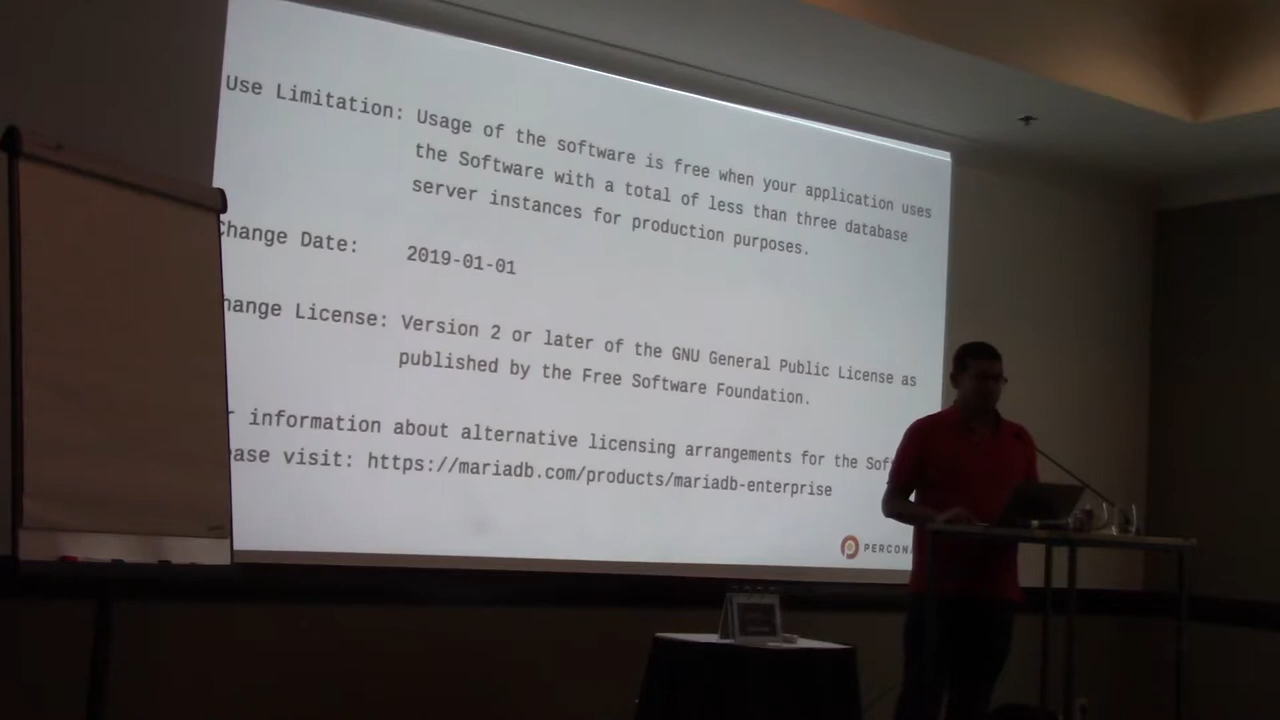 Use Limitation: Usage of the software is free when your application uses
the Software with a total of less than three database
server instances for production purposes.
Change Date: 2019-01-01
hange License: Version 2 or later of the GNU General Public License as
published by the Free Software Foundation.
r information about alternative licensing arrangements for the Sof
ease visit: https://mariadb.com/products/mariadb-enterprise
PERCONA